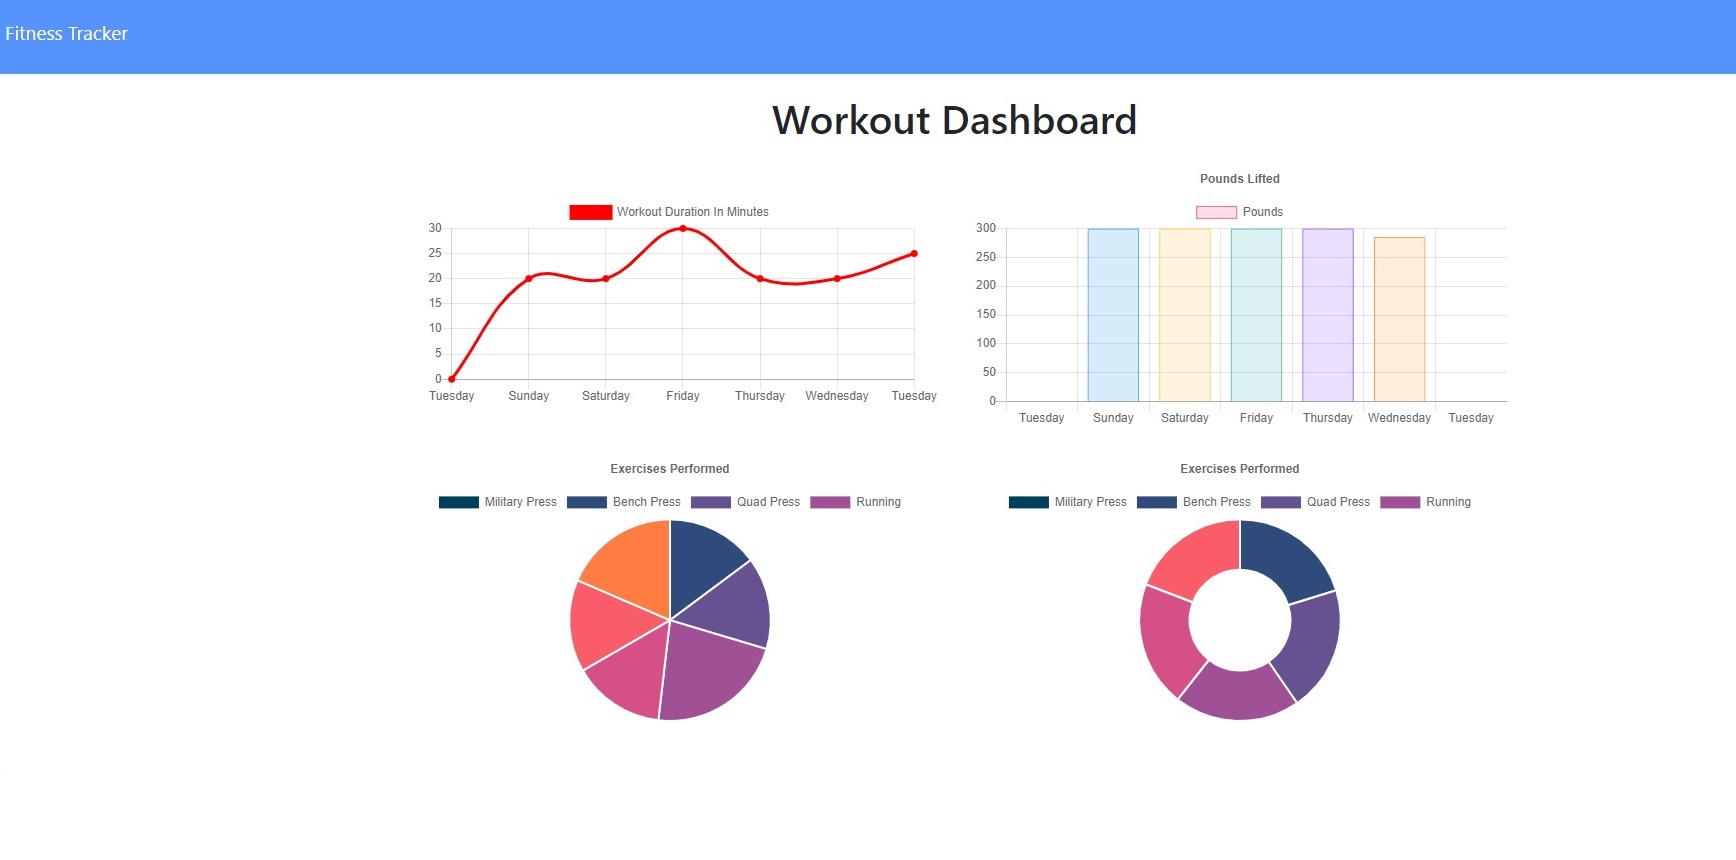 Fitness Tracker
Workout Dashboard
Workout Duration In Minutes
30
25
20
15
10
5
0
Tuesday Sunday Saturday Friday Thursday Wednesday Tuesday
Pounds Lifted
Pounds
300
250
200
150
100
50
0
Tuesday Sunday Saturday Friday Thursday Wednesday Tuesday
Exercises Performed
Military Press Bench Press Quad Press Running
Exercises Performed
Military Press Bench Press Quad Press Running